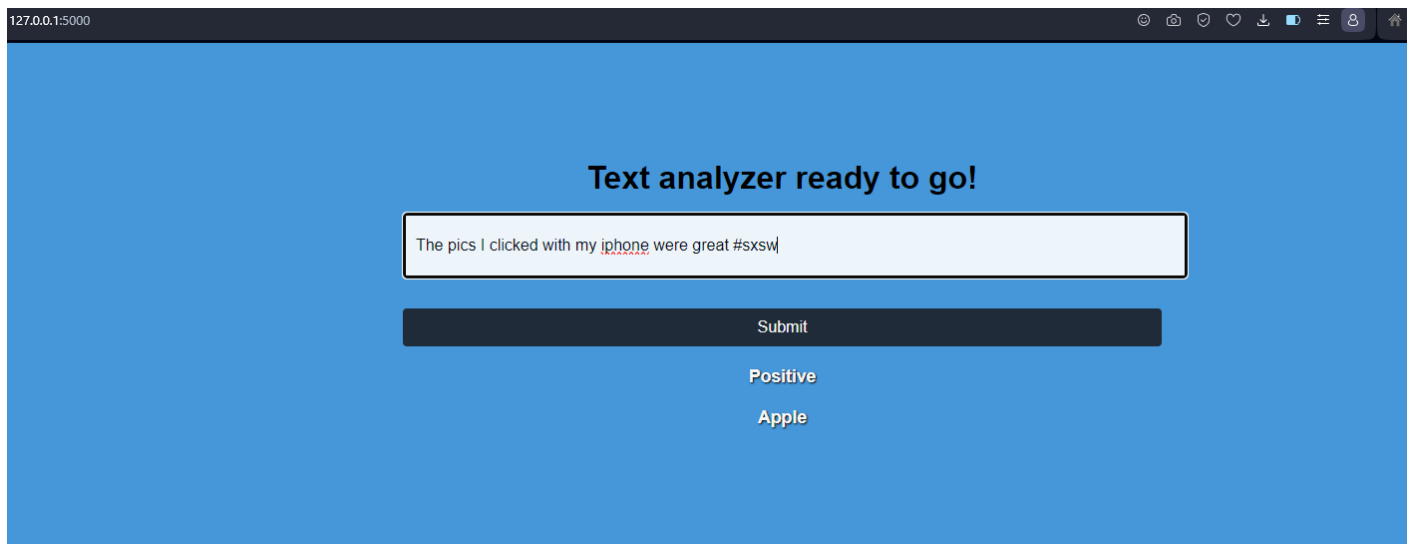 127.0.0.1:5000
Text analyzer ready to go!
The pics I clicked with my iphone were great #sxsw
Submit
Positive
Apple